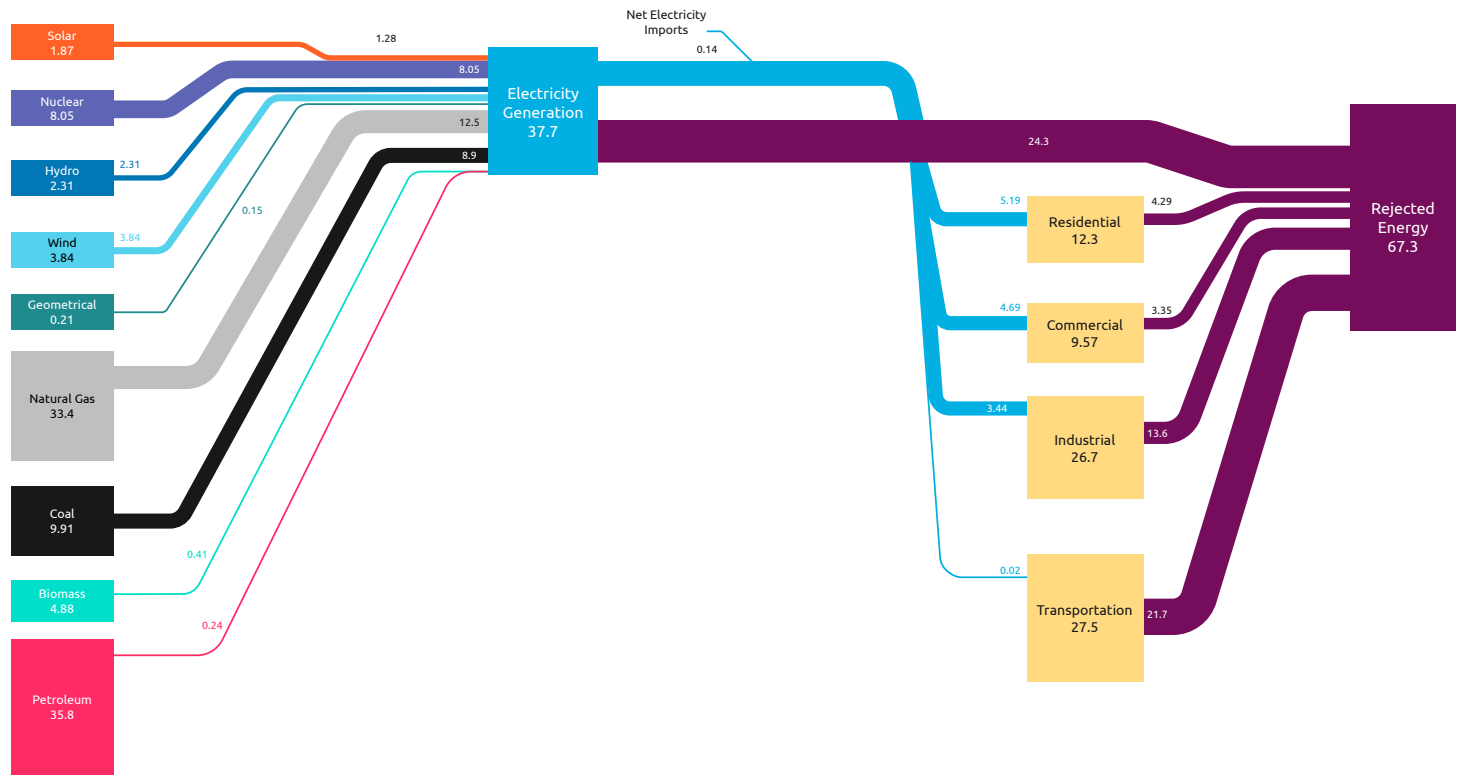 Net Electricity
Imports
0.14
Solar
1.87
1.28
Nuclear
8.05
8.05
Hydro
2.31
2.31
Wind
3.84
3.84
Geometrical
0.21
0.15
Natural Gas
33.4
12.5
Coal
9.91
8.9
Biomass
4.88
0.41
Petroleum
35.8
0.24
Electricity
Generation
37.7
24.3
5.19
Residential
12.3
4.29
4.69
Commercial
9.57
3.35
3.44
Industrial
26.7
13.6
0.02
Transportation
27.5
21.7
Rejected
Energy
67.3